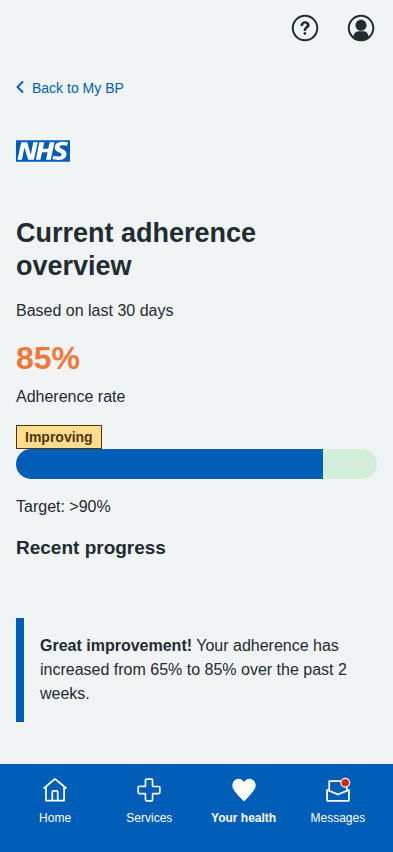 Back to My BP
NHS
Current adherence
overview
Based on last 30 days
85%
Adherence rate
Improving
Target: >90%
Recent progress
Great improvement! Your adherence has
increased from 65% to 85% over the past 2
weeks.
Home Services Your health Messages